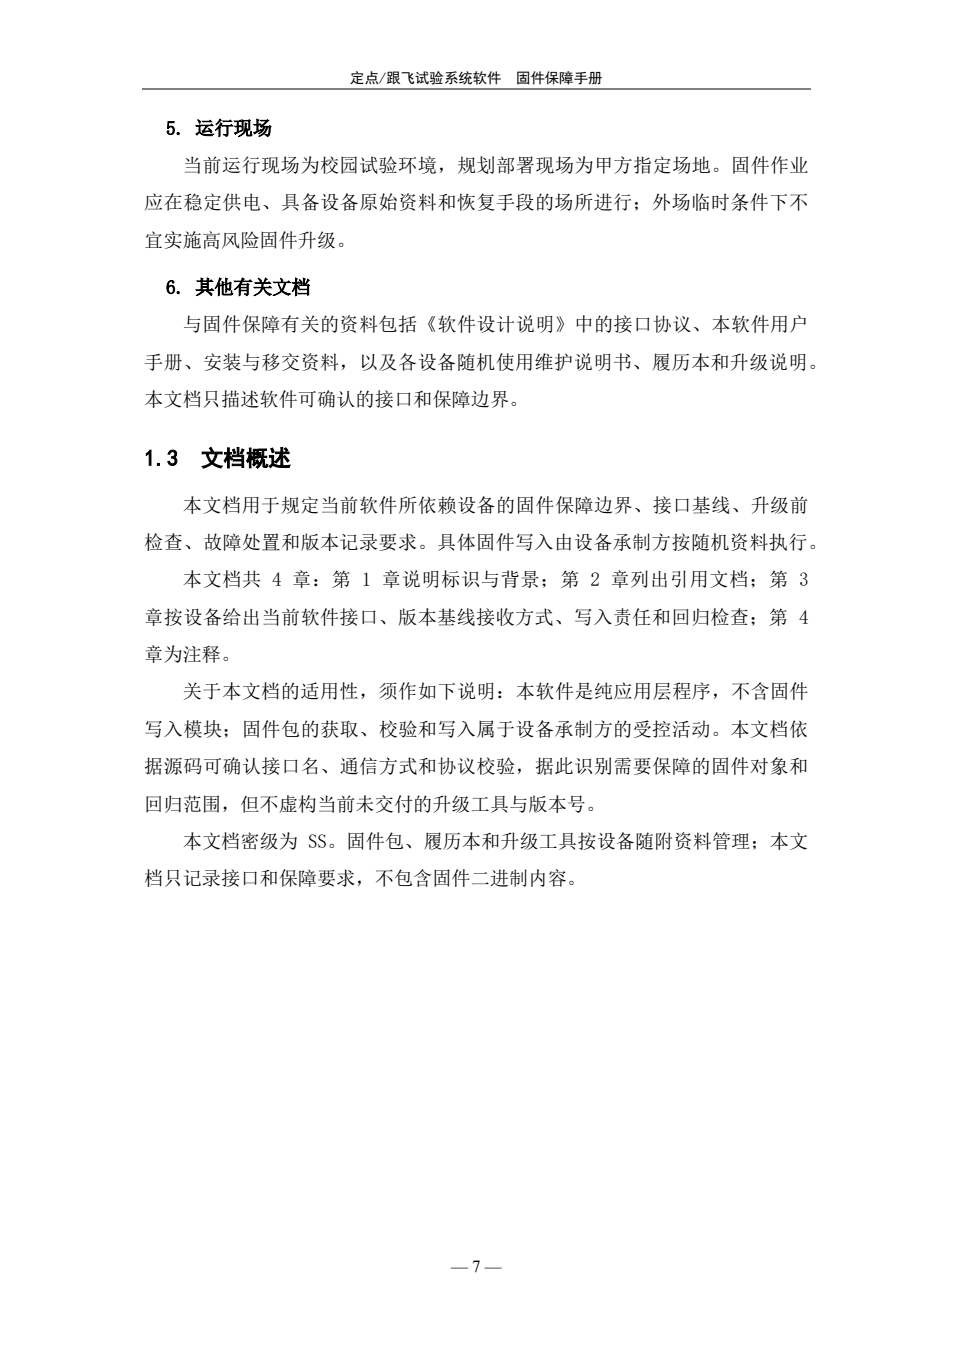 定点/跟飞试验系统软件　固件保障手册
5. 运行现场
当前运行现场为校园试验环境，规划部署现场为甲方指定场地。固件作业
应在稳定供电、具备设备原始资料和恢复手段的场所进行；外场临时条件下不
宜实施高风险固件升级。
6. 其他有关文档
与固件保障有关的资料包括《软件设计说明》中的接口协议、本软件用户
手册、安装与移交资料，以及各设备随机使用维护说明书、履历本和升级说明。
本文档只描述软件可确认的接口和保障边界。
1.3　文档概述
本文档用于规定当前软件所依赖设备的固件保障边界、接口基线、升级前
检查、故障处置和版本记录要求。具体固件写入由设备承制方按随机资料执行。
本文档共 4 章：第 1 章说明标识与背景；第 2 章列出引用文档；第 3
章按设备给出当前软件接口、版本基线接收方式、写入责任和回归检查；第 4
章为注释。
关于本文档的适用性，须作如下说明：本软件是纯应用层程序，不含固件
写入模块；固件包的获取、校验和写入属于设备承制方的受控活动。本文档依
据源码可确认接口名、通信方式和协议校验，据此识别需要保障的固件对象和
回归范围，但不虚构当前未交付的升级工具与版本号。
本文档密级为 SS。固件包、履历本和升级工具按设备随附资料管理；本文
档只记录接口和保障要求，不包含固件二进制内容。
— 7 —